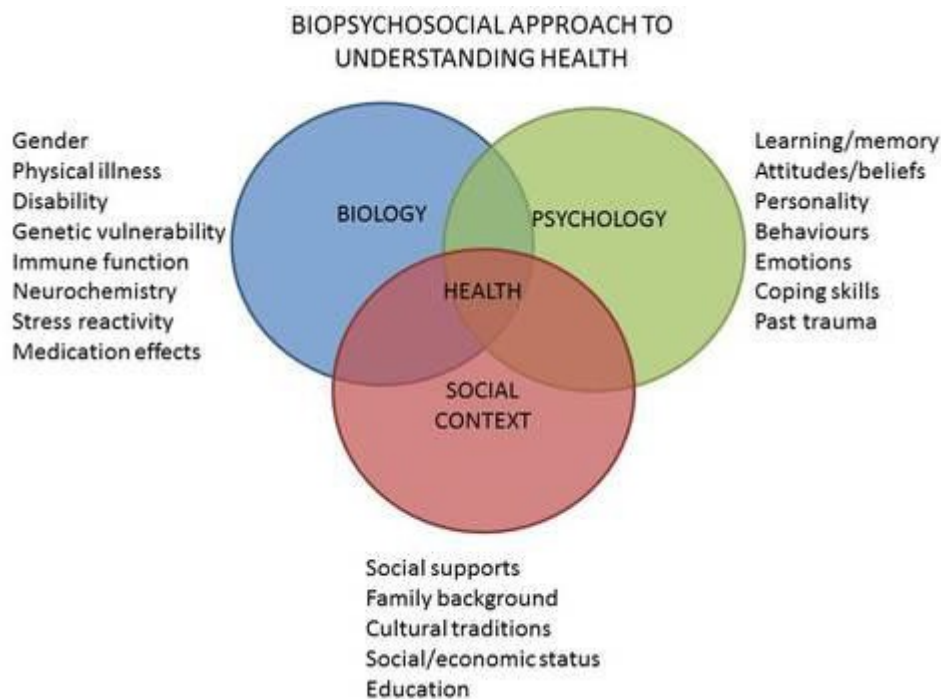 BIOPSYCHOSOCIAL APPROACH TO
UNDERSTANDING HEALTH
Gender
Physical illness
Disability
Genetic vulnerability
Immune function
Neurochemistry
Stress reactivity
Medication effects
BIOLOGY
PSYCHOLOGY
HEALTH
SOCIAL
CONTEXT
Learning/memory
Attitudes/beliefs
Personality
Behaviours
Emotions
Coping skills
Past trauma
Social supports
Family background
Cultural traditions
Social/economic status
Education